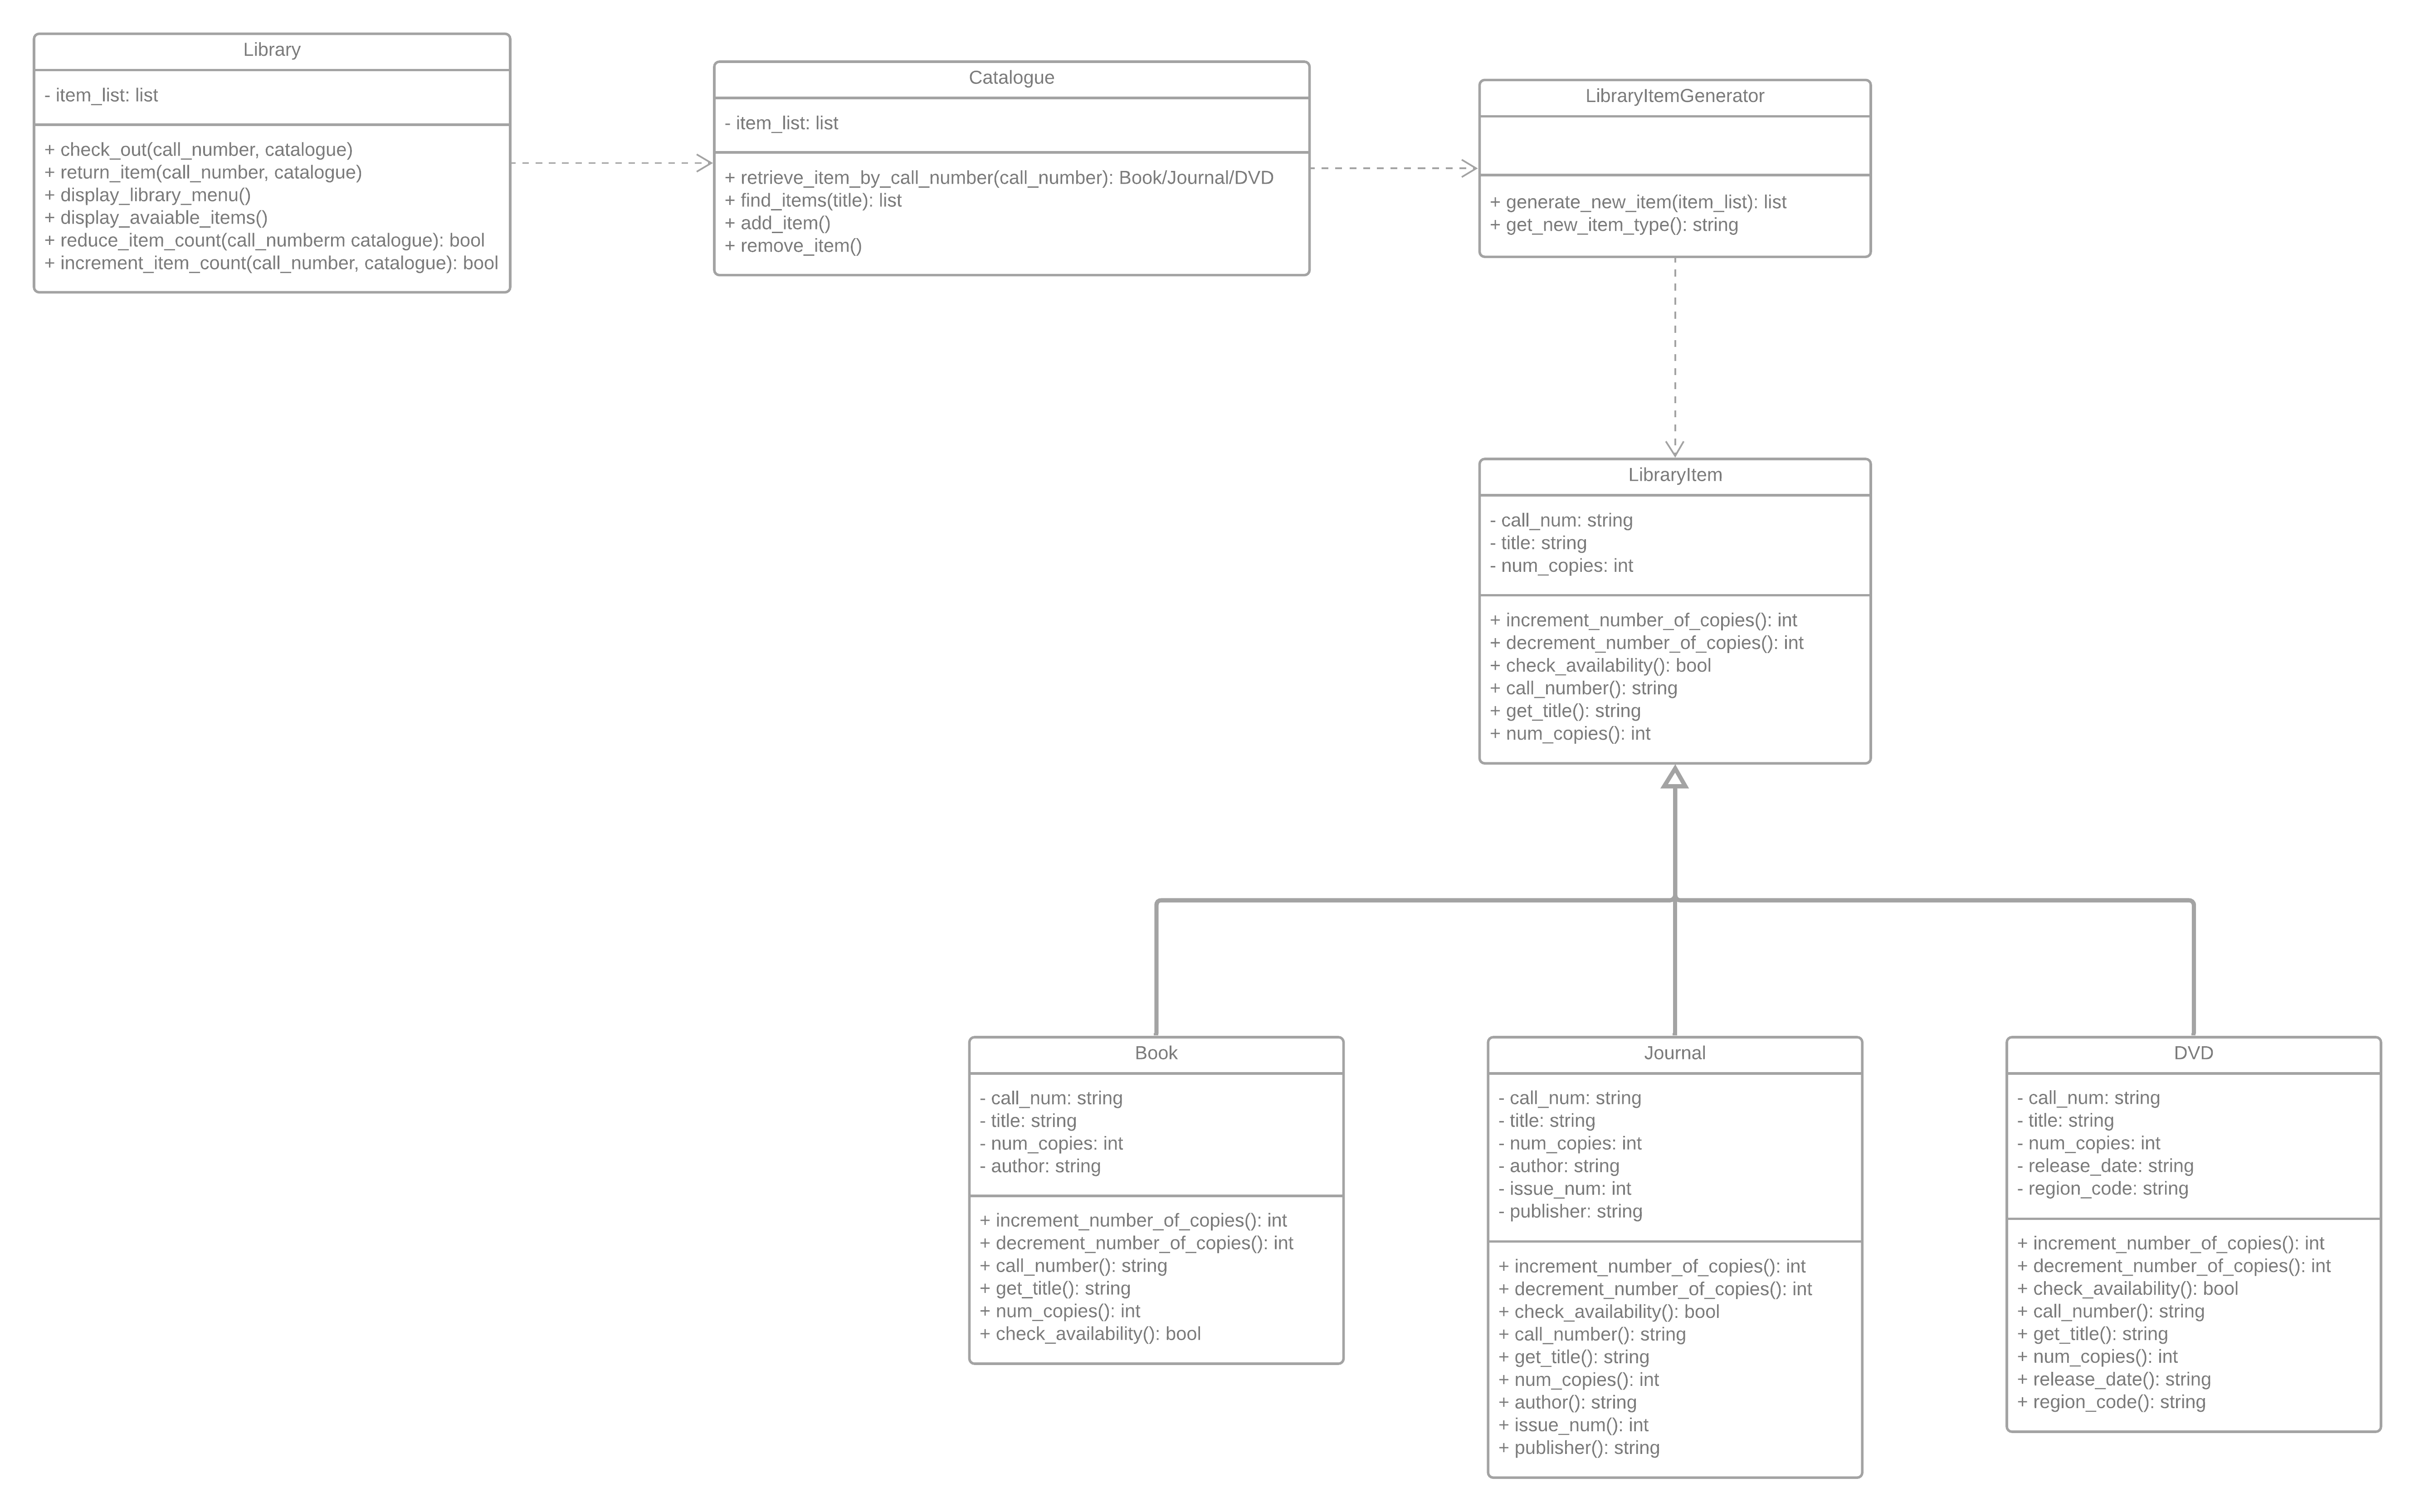 Library
- item_list: list
+ check_out(call_number, catalogue)
+ return_item(call_number, catalogue)
+ display_library_menu()
+ display_avaiable_items()
+ reduce_item_count(call_numberm catalogue): bool
+ increment_item_count(call_number, catalogue): bool
Catalogue
- item_list: list
+ retrieve_item_by_call_number(call_number): Book/Journal/DVD
+ find_items(title): list
+ add_item()
+ remove_item()
LibraryItemGenerator
+ generate_new_item(item_list): list
+ get_new_item_type(): string
LibraryItem
- call_num: string
- title: string
- num_copies: int
+ increment_number_of_copies(): int
+ decrement_number_of_copies(): int
+ check_availability(): bool
+ call_number(): string
+ get_title(): string
+ num_copies(): int
Book
- call_num: string
- title: string
- num_copies: int
- author: string
+ increment_number_of_copies(): int
+ decrement_number_of_copies(): int
+ call_number(): string
+ get_title(): string
+ num_copies(): int
+ check_availability(): bool
Journal
- call_num: string
- title: string
- num_copies: int
- author: string
- issue_num: int
- publisher: string
+ increment_number_of_copies(): int
+ decrement_number_of_copies(): int
+ check_availability(): bool
+ call_number(): string
+ get_title(): string
+ num_copies(): int
+ author(): string
+ issue_num(): int
+ publisher(): string
DVD
- call_num: string
- title: string
- num_copies: int
- release_date: string
- region_code: string
+ increment_number_of_copies(): int
+ decrement_number_of_copies(): int
+ check_availability(): bool
+ call_number(): string
+ get_title(): string
+ num_copies(): int
+ release_date(): string
+ region_code(): string